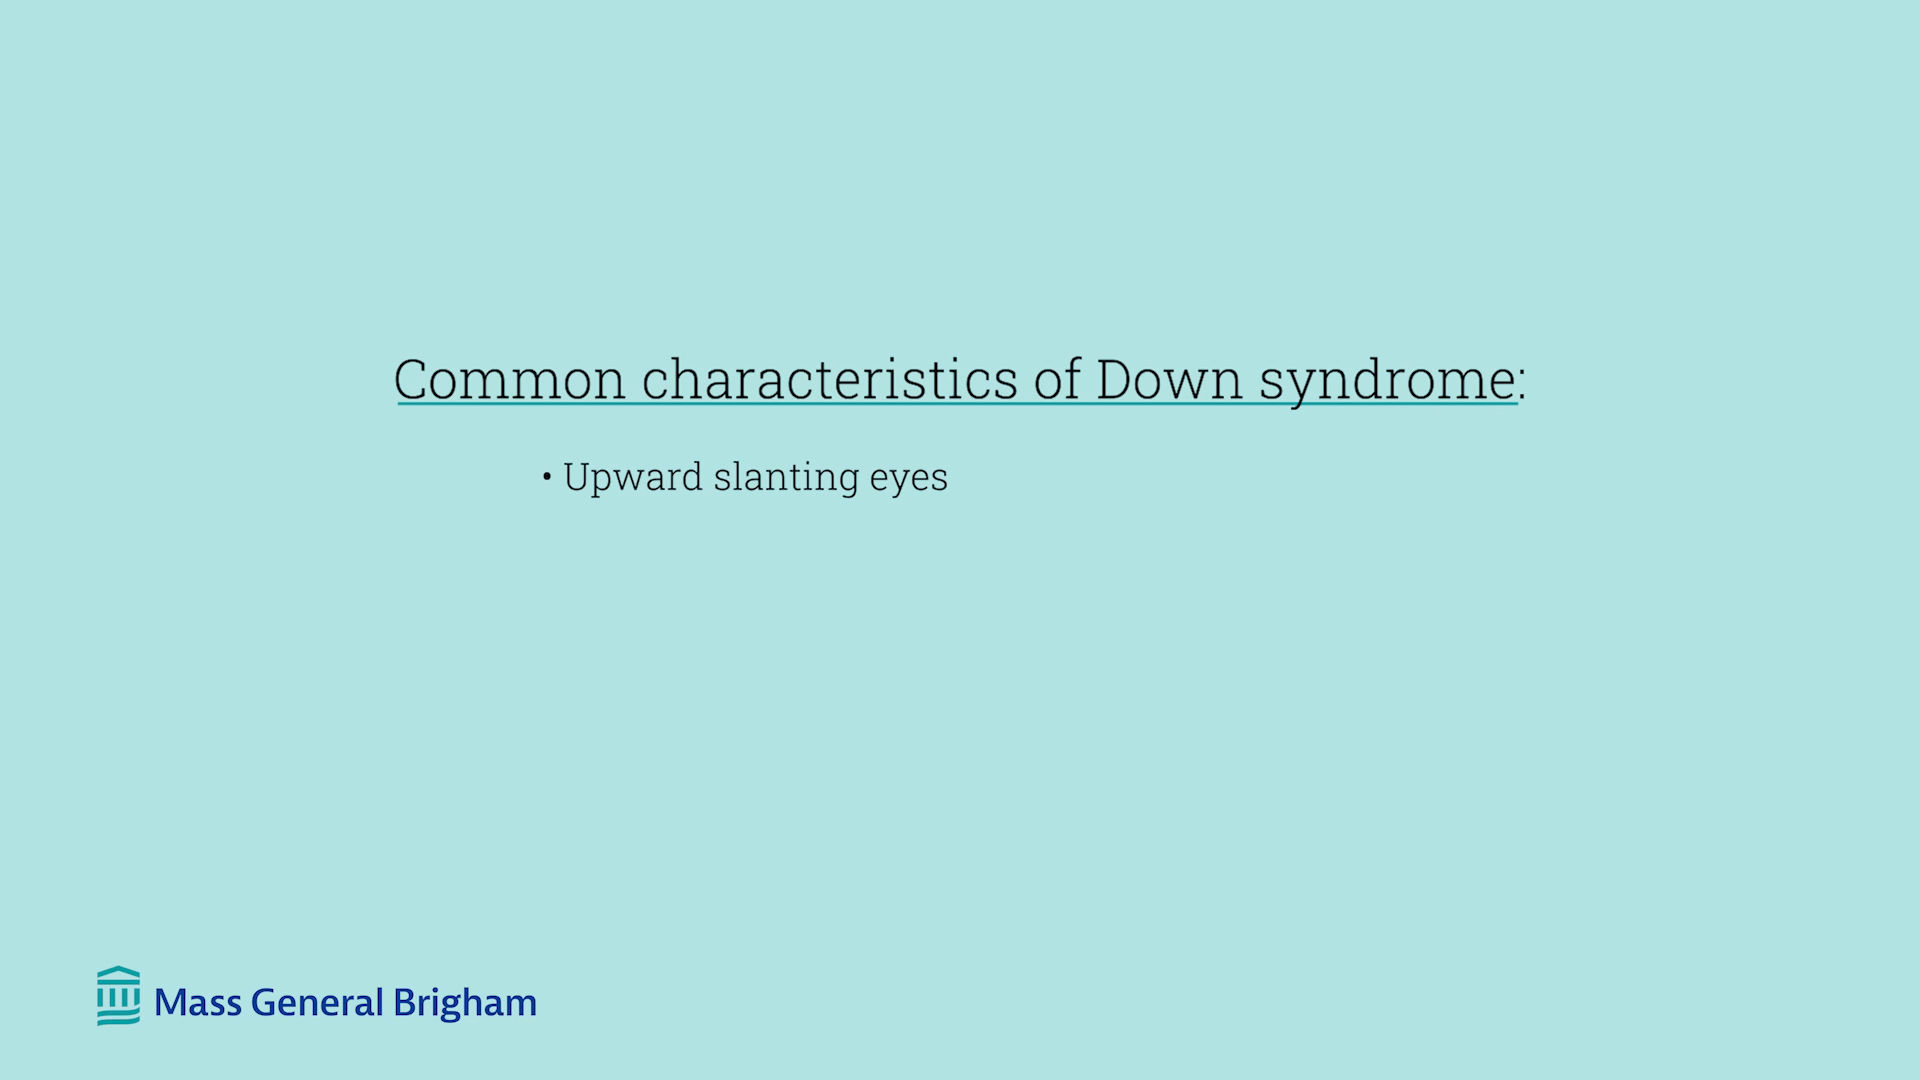 Common characteristics of Down syndrome:
• Upward slanting eyes
Mass General Brigham